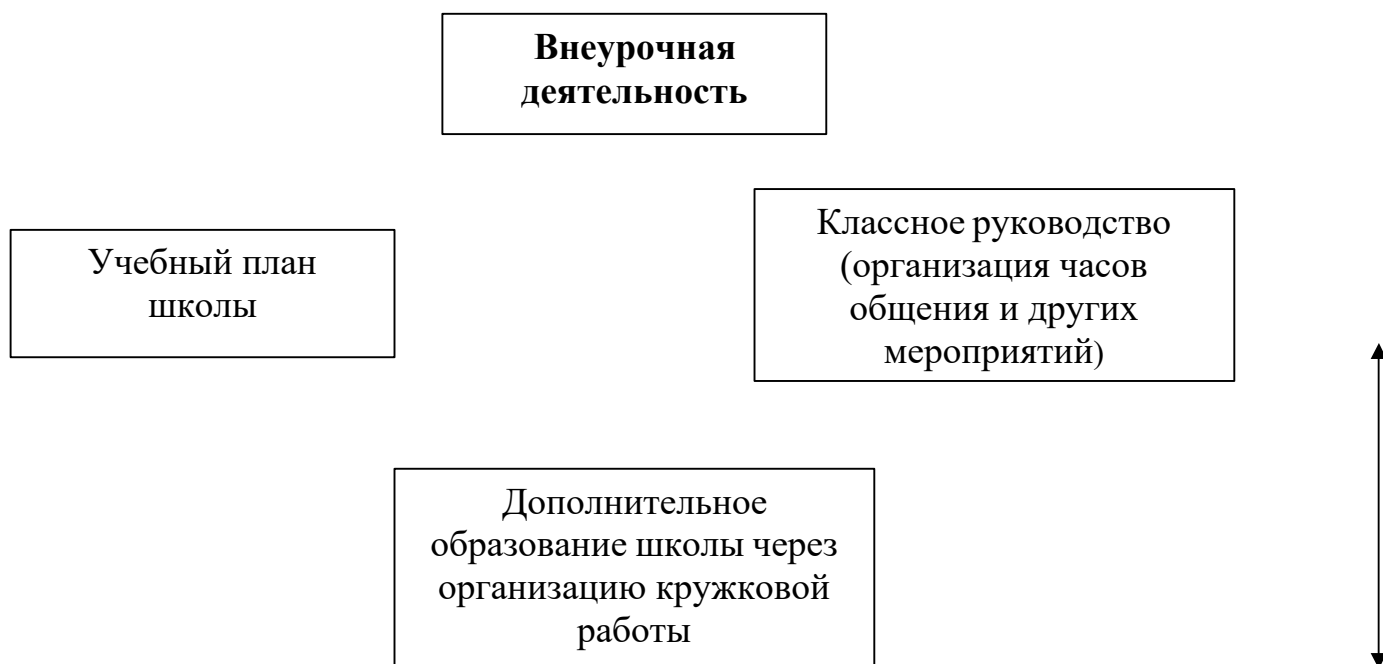 Внеурочная
деятельность
Учебный план
школы
Классное руководство
(организация часов
общения и других
мероприятий)
Дополнительное
образование школы через
организацию кружковой
работы